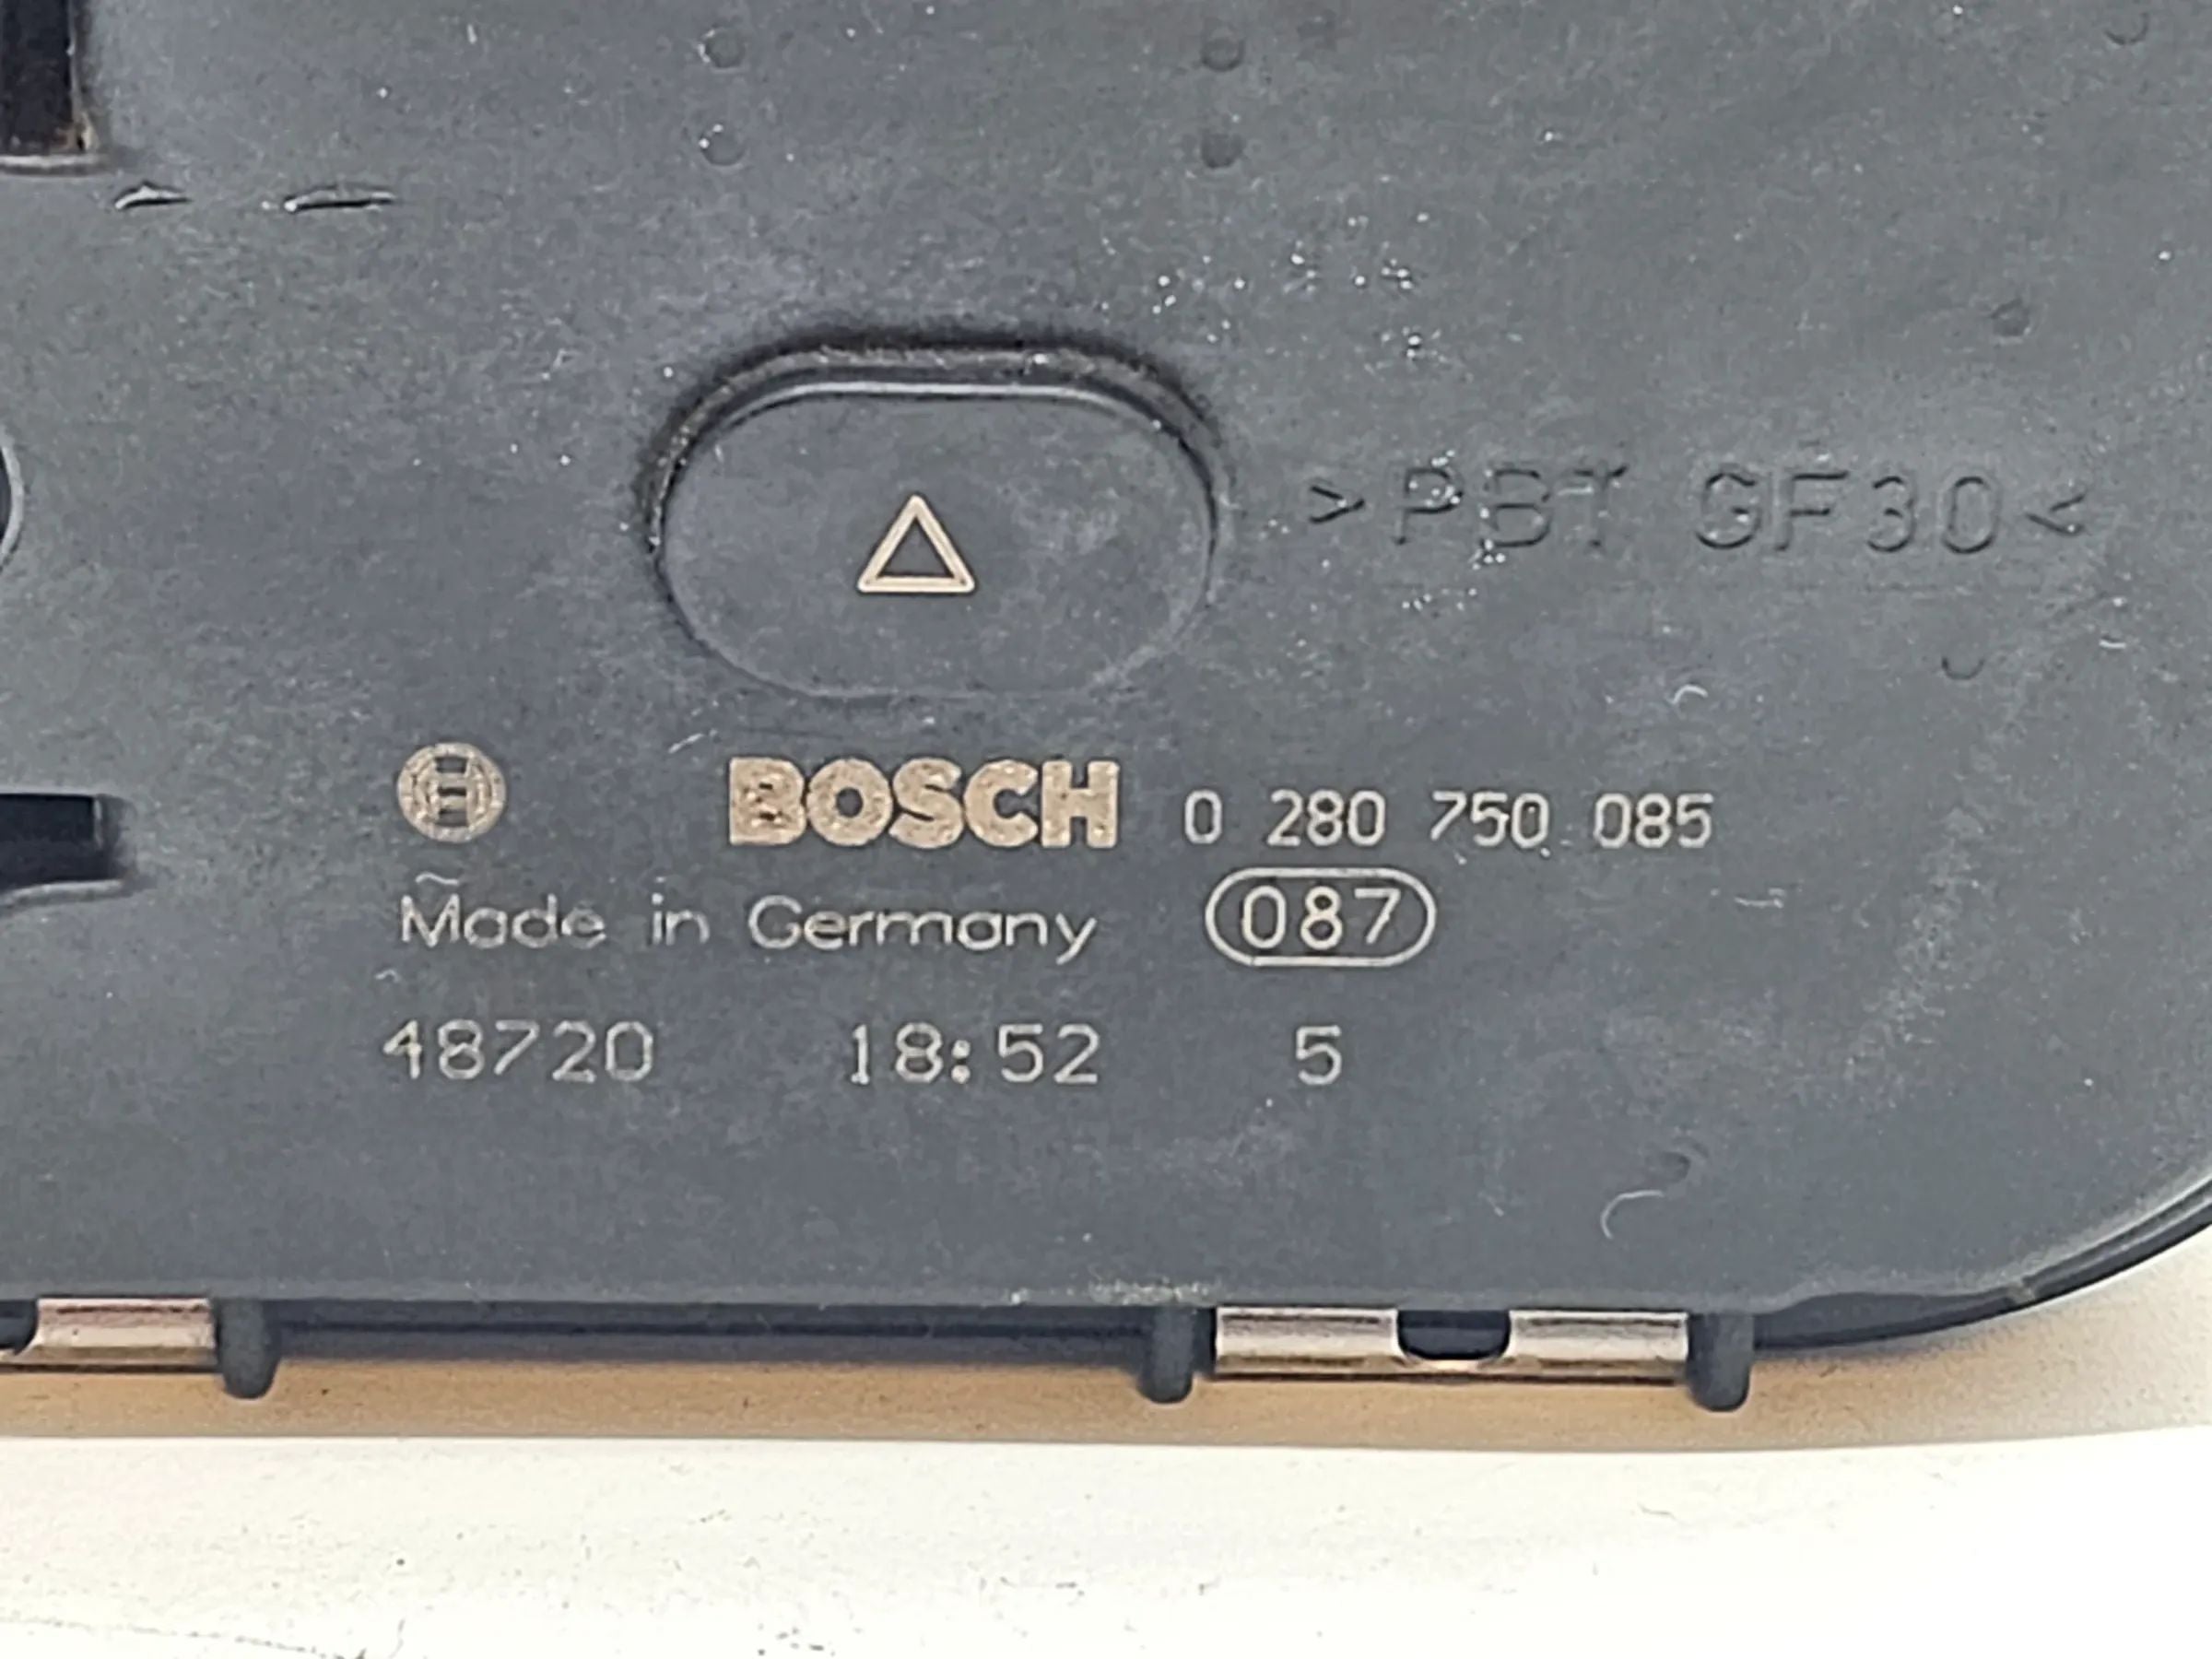 >PBT GF30<
BOSCH 0 280 750 085
Made in Germany 087
48720 18:52 5